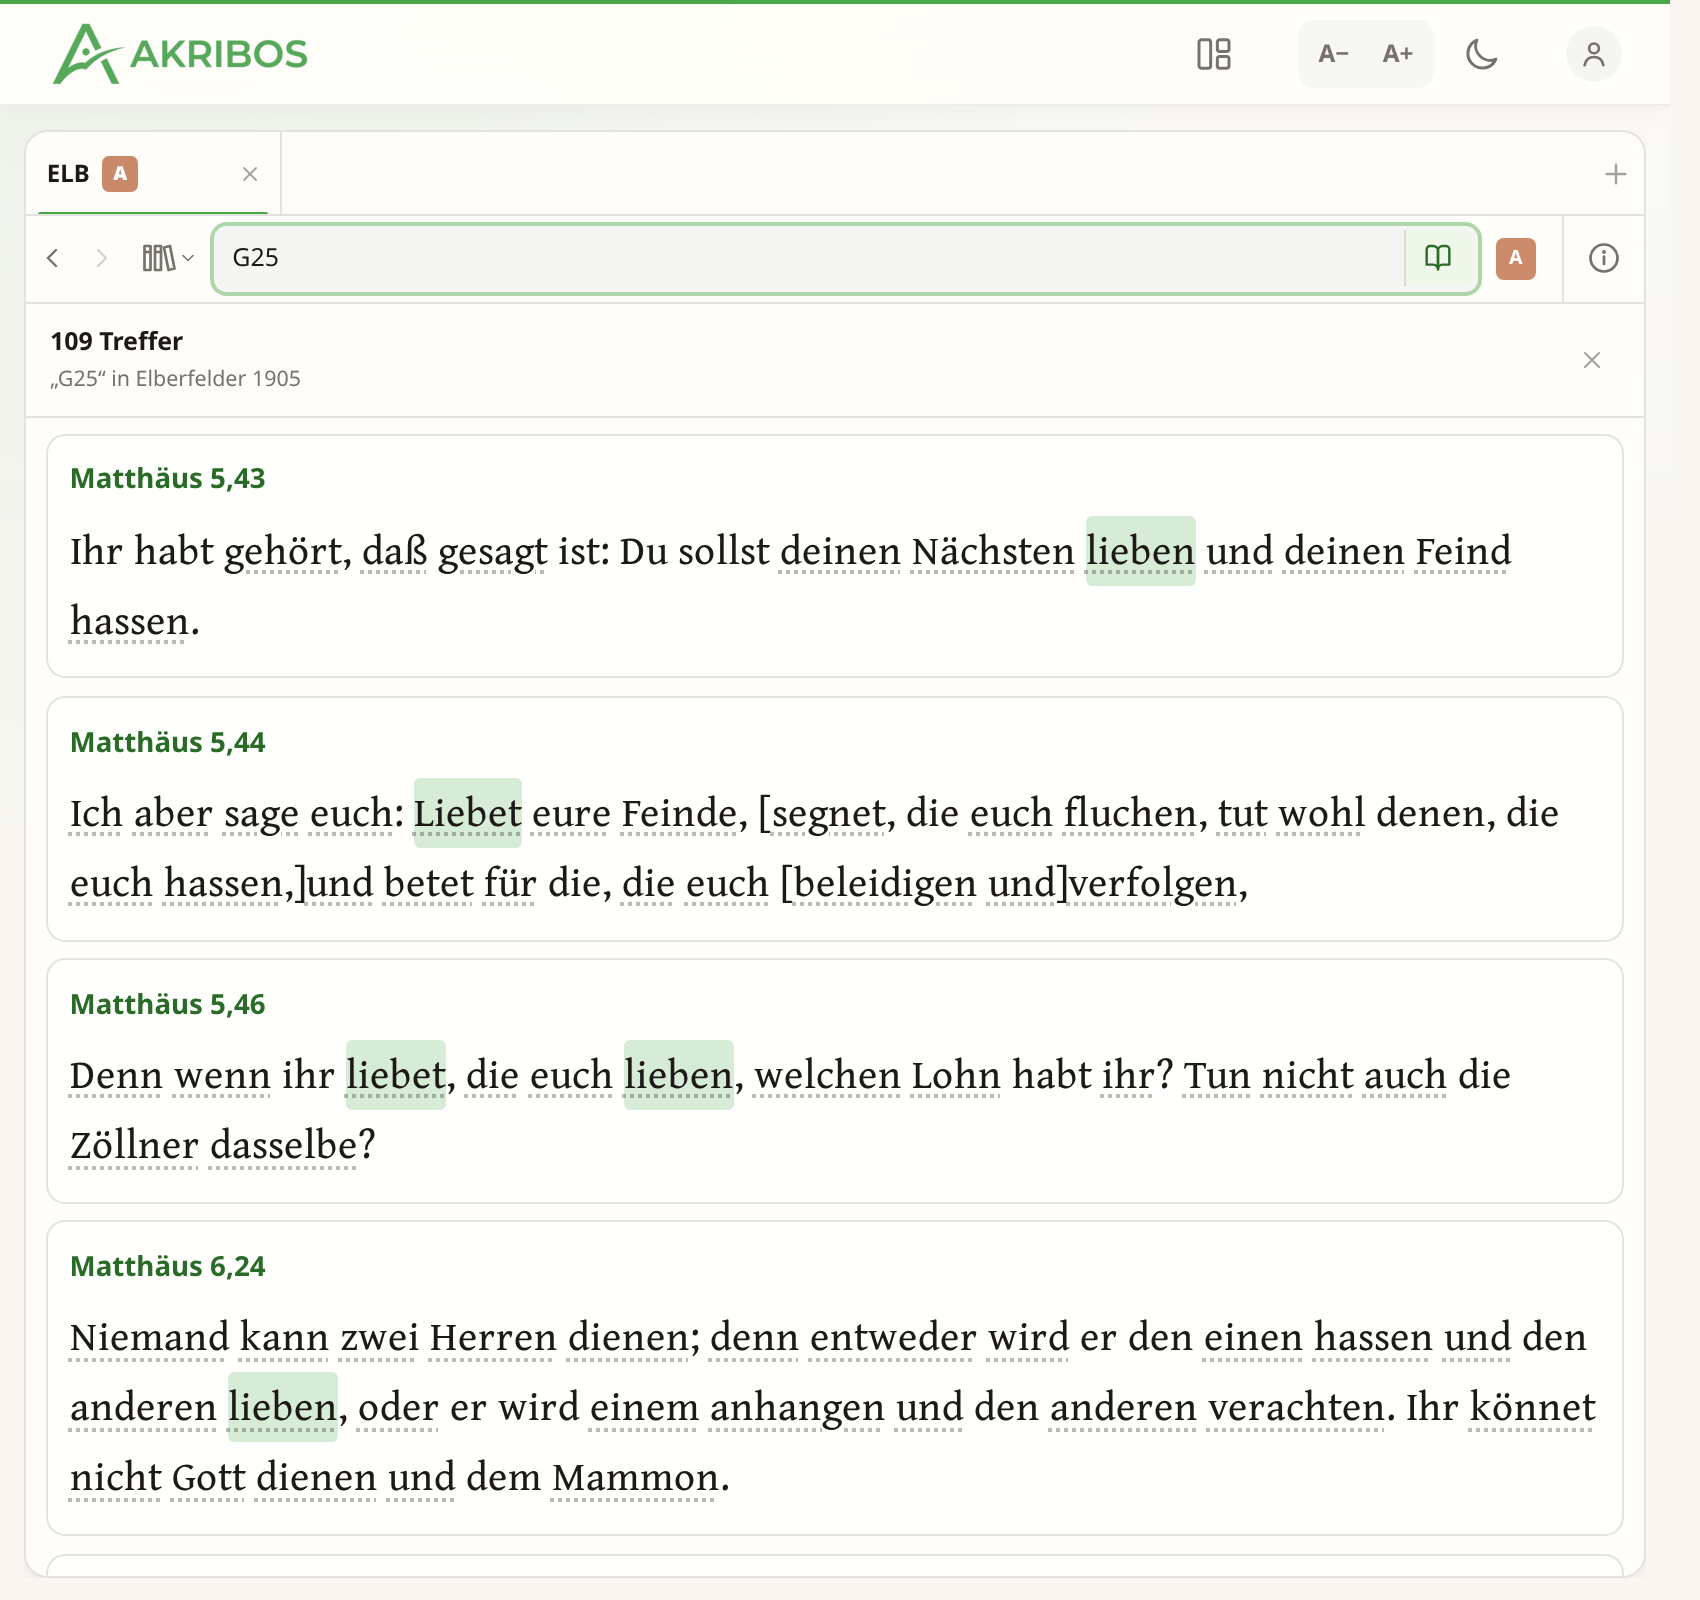 AKRIBOS
A− A+
ELB A
G25
A
109 Treffer
„G25“ in Elberfelder 1905
Matthäus 5,43
Ihr habt gehört, daß gesagt ist: Du sollst deinen Nächsten lieben und deinen Feind
hassen.
Matthäus 5,44
Ich aber sage euch: Liebet eure Feinde, [segnet, die euch fluchen, tut wohl denen, die
euch hassen,]und betet für die, die euch [beleidigen und]verfolgen,
Matthäus 5,46
Denn wenn ihr liebet, die euch lieben, welchen Lohn habt ihr? Tun nicht auch die
Zöllner dasselbe?
Matthäus 6,24
Niemand kann zwei Herren dienen; denn entweder wird er den einen hassen und den
anderen lieben, oder er wird einem anhangen und den anderen verachten. Ihr könnet
nicht Gott dienen und dem Mammon.